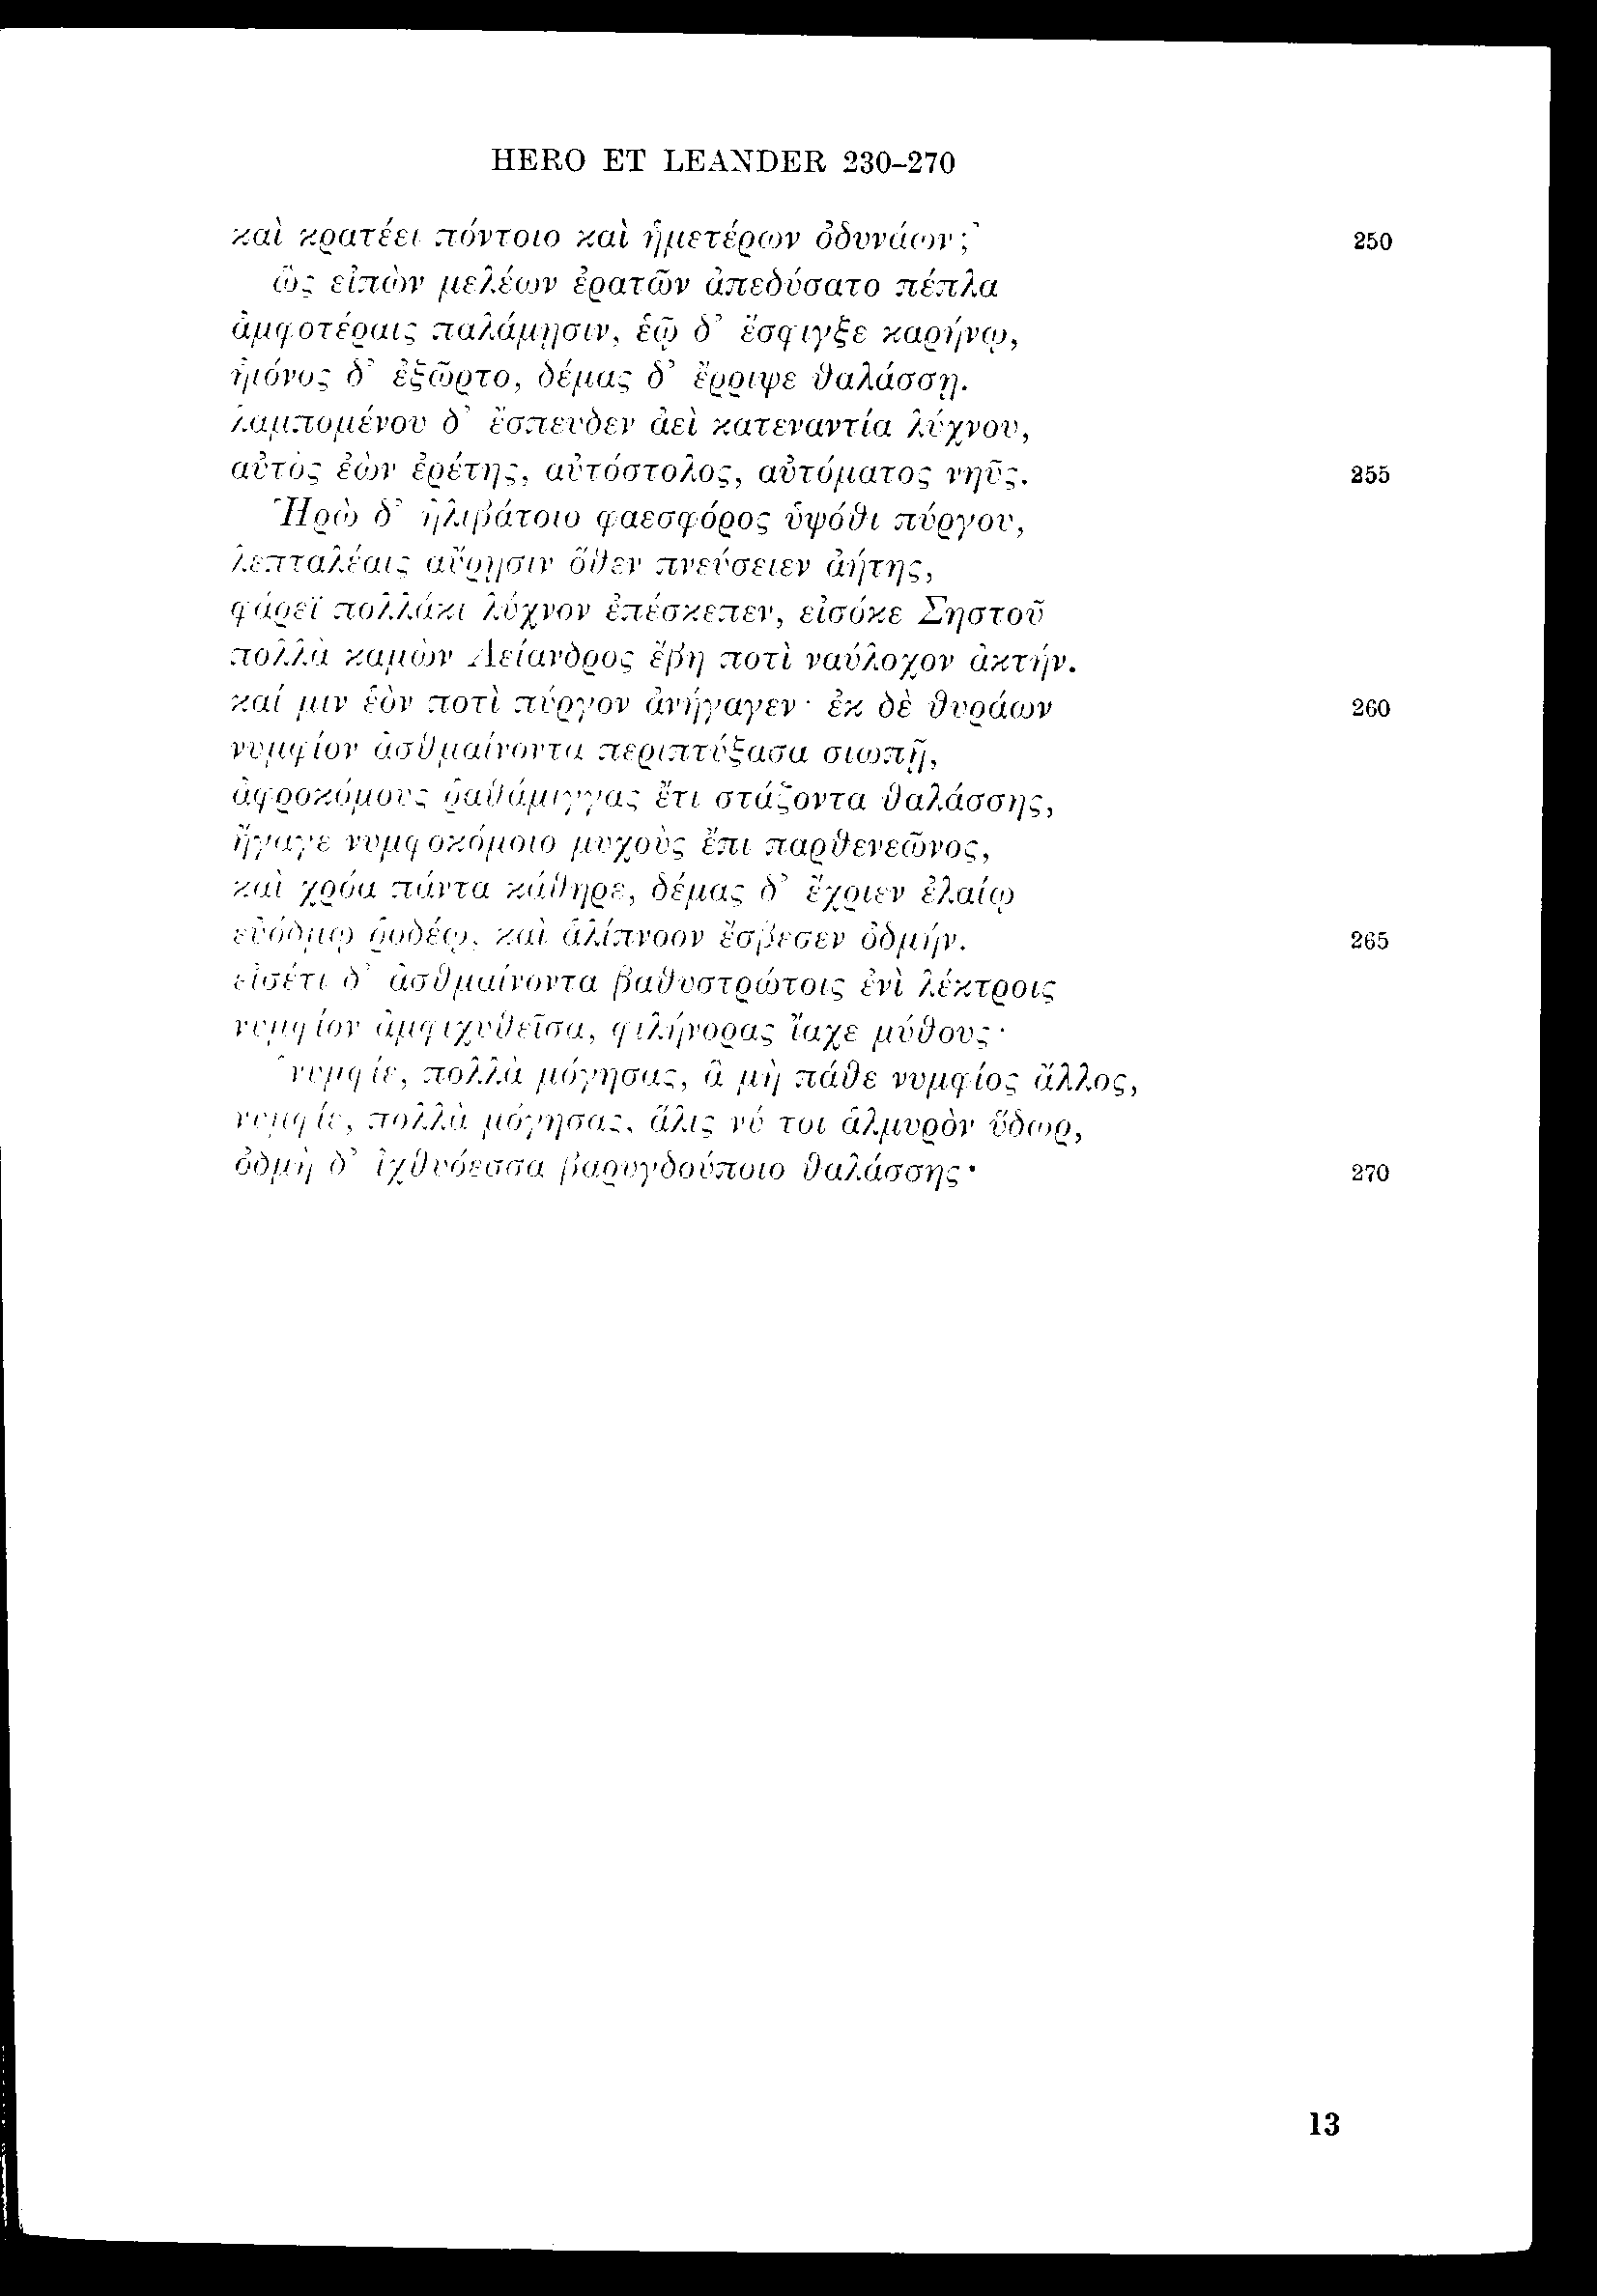 HERO ET LEANDER 230-270
καὶ κρατέει πόντοιο καὶ ἡμετέρων ὀδυνάων;᾽ 250
ὣς εἰπὼν μελέων ἐρατῶν ἀπεδύσατο πέπλα
ἀμφοτέραις παλάμῃσιν, ἑῷ δ᾽ ἔσφιγξε καρήνῳ,
ἠιόνος δ᾽ ἐξῶρτο, δέμας δ᾽ ἔρριψε θαλάσσῃ.
λαμπομένου δ᾽ ἔσπευδεν ἀεὶ κατεναντία λύχνου,
αὐτὸς ἐὼν ἐρέτης, αὐτόστολος, αὐτόματος νηῦς. 255
Ἡρὼ δ᾽ ἠλιβάτοιο φαεσφόρος ὑψόθι πύργου,
λεπταλέαις αὔρῃσιν ὅθεν πνεύσειεν ἀήτης,
φάρεϊ πολλάκι λύχνον ἐπέσκεπεν, εἰσόκε Σηστοῦ
πολλὰ καμὼν Λείανδρος ἔβη ποτὶ ναύλοχον ἀκτήν.
καί μιν ἑὸν ποτὶ πύργον ἀνήγαγεν· ἐκ δὲ θυράων 260
νυμφίον ἀσθμαίνοντα περιπτύξασα σιωπῇ,
ἀφροκόμους ῥαθάμιγγας ἔτι στάζοντα θαλάσσης,
ἤγαγε νυμφοκόμοιο μυχοὺς ἔπι παρθενεῶνος,
καὶ χρόα πάντα κάθηρε, δέμας δ᾽ ἔχριεν ἐλαίῳ
εὐόδμῳ ῥοδέῳ, καὶ ἁλίπνοον ἔσβεσεν ὀδμήν. 265
εἰσέτι δ᾽ ἀσθμαίνοντα βαθυστρώτοις ἐνὶ λέκτροις
νυμφίον ἀμφιχυθεῖσα, φιλήνορας ἴαχε μύθους·
῾νυμφίε, πολλὰ μόγησας, ἃ μὴ πάθε νυμφίος ἄλλος,
νυμφίε, πολλὰ μόγησας, ἅλις νύ τοι ἁλμυρὸν ὕδωρ,
ὀδμὴ δ᾽ ἰχθυόεσσα βαρυγδούποιο θαλάσσης· 270
13